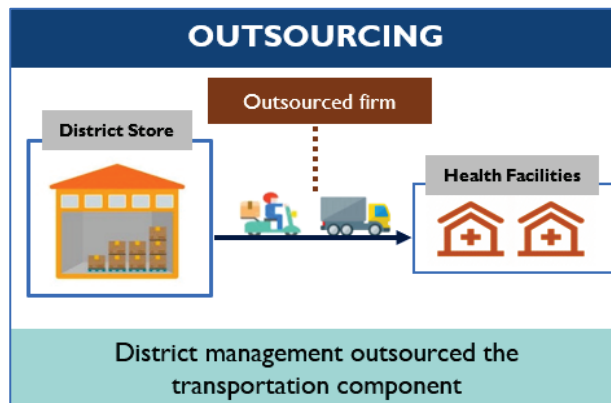 OUTSOURCING
Outsourced firm
District Store
Health Facilities
District management outsourced the
transportation component